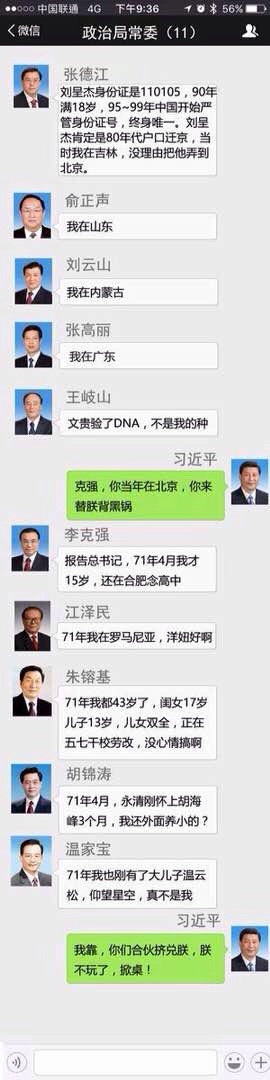 中国联通 4G 下午9:36 56%
微信 政治局常委（11）
张德江
刘呈杰身份证是110105，90年
满18岁，95~99年中国开始严
管身份证号，终身唯一。刘呈
杰肯定是80年代户口迁京，当
时我在吉林，没理由把他弄到
北京。
俞正声
我在山东
刘云山
我在内蒙古
张高丽
我在广东
王岐山
文贵验了DNA，不是我的种
习近平
克强，你当年在北京，你来
替朕背黑锅
李克强
报告总书记，71年4月我才
15岁，还在合肥念高中
江泽民
71年我在罗马尼亚，洋妞好啊
朱镕基
71年我都43岁了，闺女17岁
儿子13岁，儿女双全，正在
五七干校劳改，没心情搞啊
胡锦涛
71年4月，永清刚怀上胡海
峰3个月，我还外面养小的？
温家宝
71年我也刚有了大儿子温云
松，仰望星空，真不是我
习近平
我靠，你们合伙挤兑朕，朕
不玩了，掀桌！